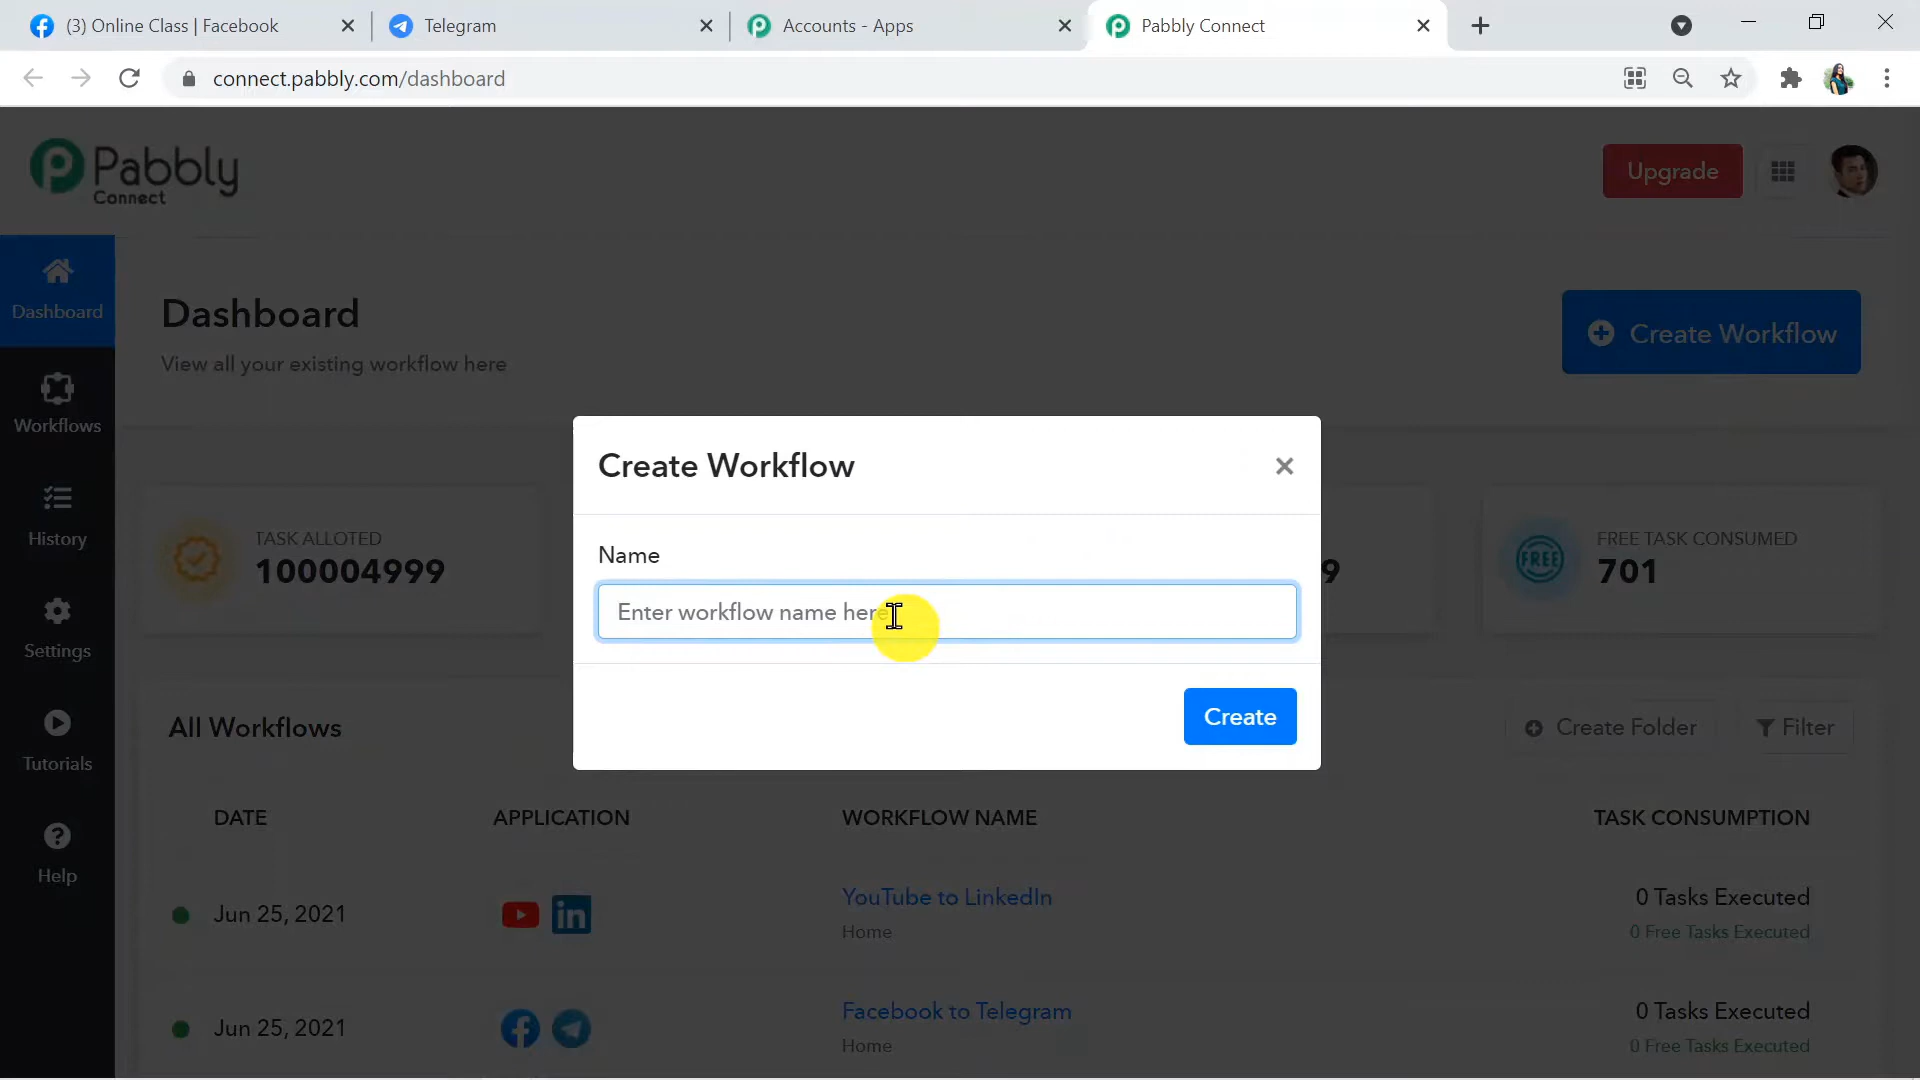 (3) Online Class | Facebook
Telegram
Accounts - Apps
Pabbly Connect
connect.pabbly.com/dashboard
Pabbly
Connect
Upgrade
Dashboard
Workflows
History
Settings
Tutorials
Help
Dashboard
View all your existing workflow here
Create Workflow
TASK ALLOTED
100004999
9
FREE
FREE TASK CONSUMED
701
Create Workflow
Name
Enter workflow name here
Create
All Workflows
Create Folder
Filter
DATE
APPLICATION
WORKFLOW NAME
TASK CONSUMPTION
Jun 25, 2021
in
YouTube to LinkedIn
Home
0 Tasks Executed
0 Free Tasks Executed
Jun 25, 2021
Facebook to Telegram
Home
0 Tasks Executed
0 Free Tasks Executed